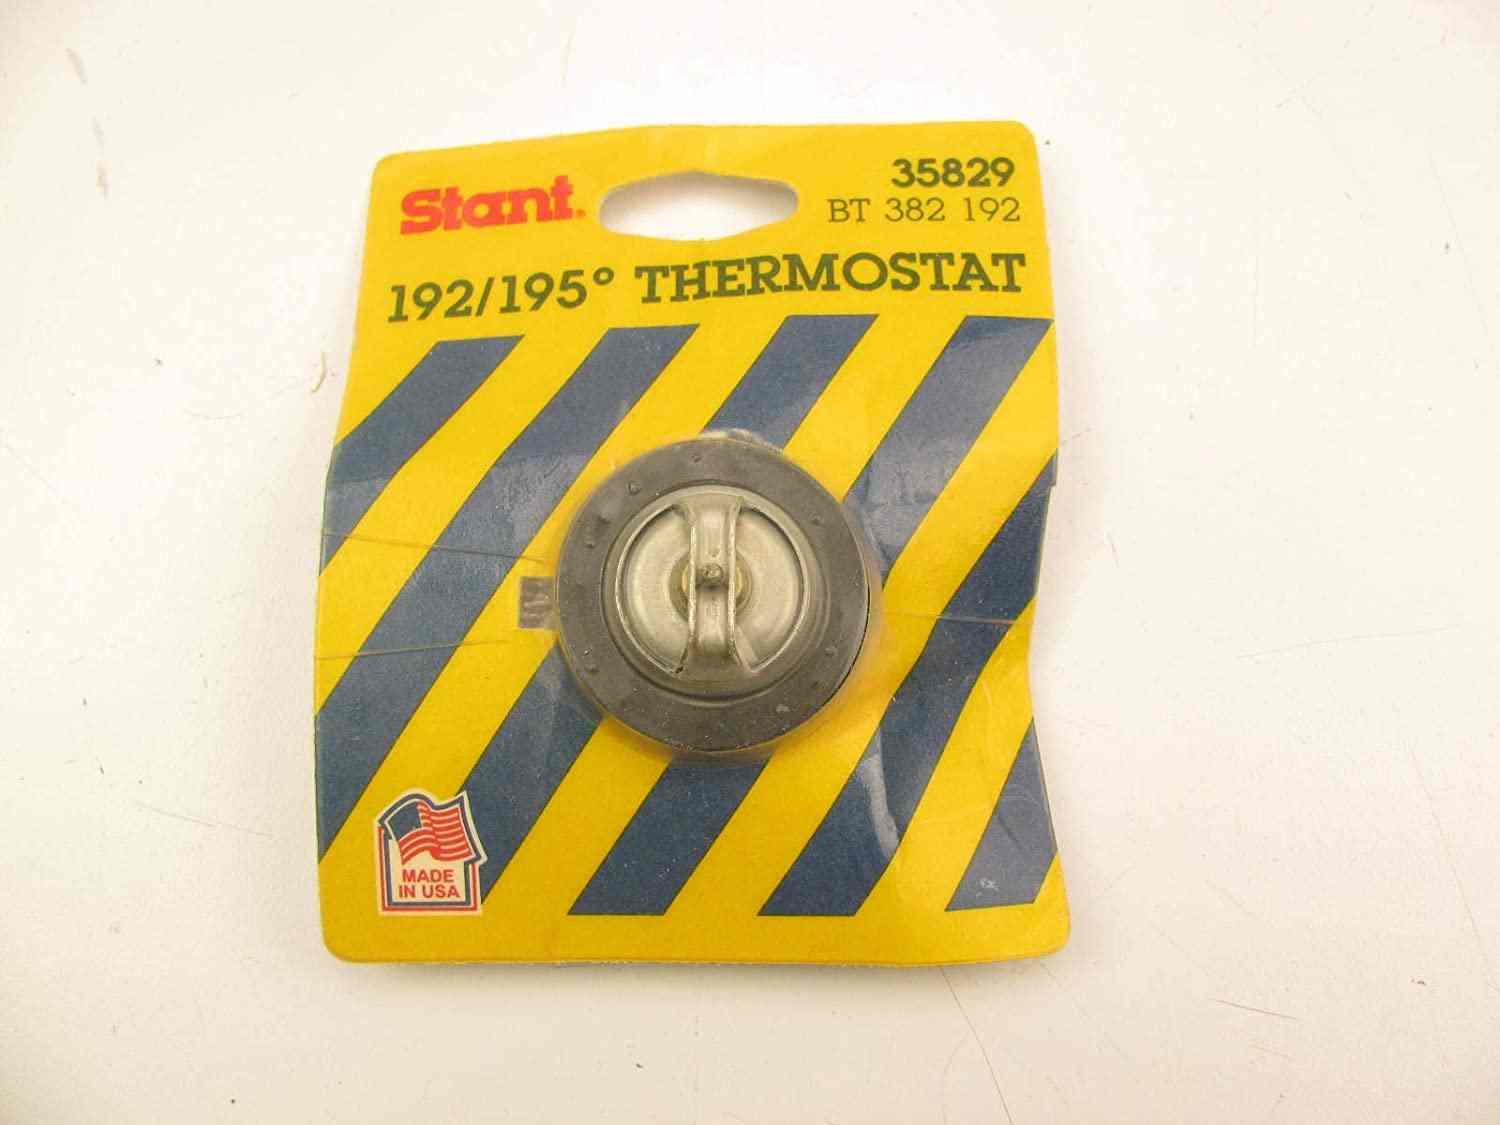 Stant.
35829
BT 382 192
192/195° THERMOSTAT
MADE
IN USA